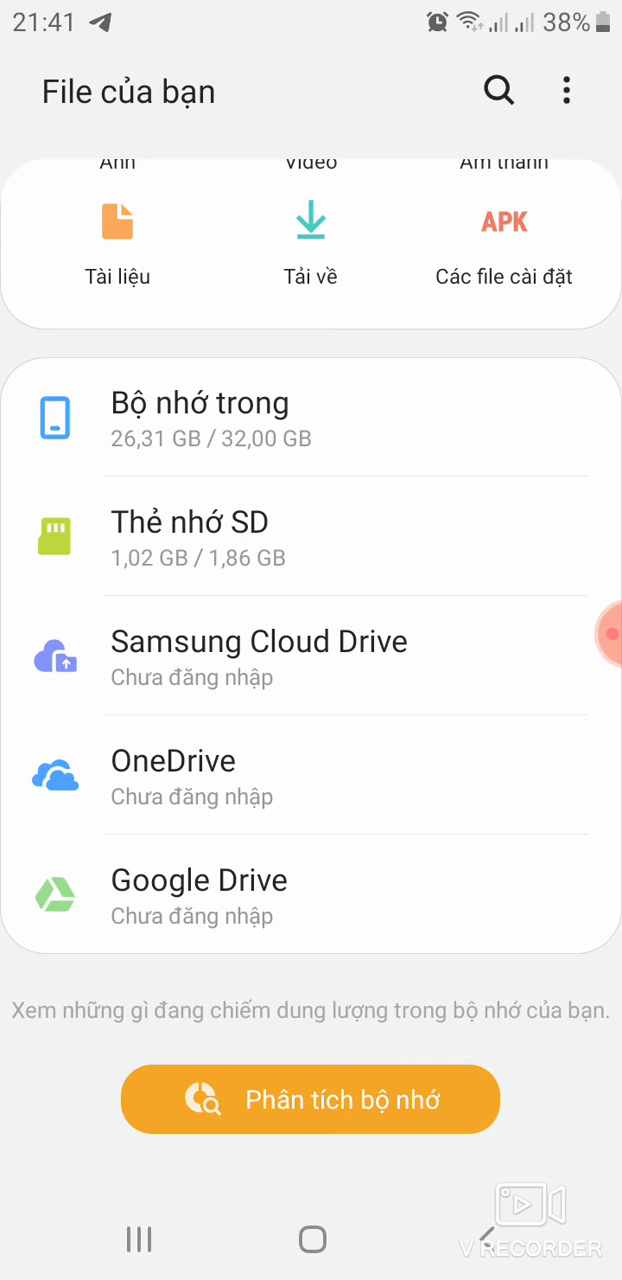 21:41 38%
File của bạn
Ảnh Video Âm thanh
APK
Tài liệu Tải về Các file cài đặt
Bộ nhớ trong
26,31 GB / 32,00 GB
Thẻ nhớ SD
1,02 GB / 1,86 GB
Samsung Cloud Drive
Chưa đăng nhập
OneDrive
Chưa đăng nhập
Google Drive
Chưa đăng nhập
Xem những gì đang chiếm dung lượng trong bộ nhớ của bạn.
Phân tích bộ nhớ
V RECORDER